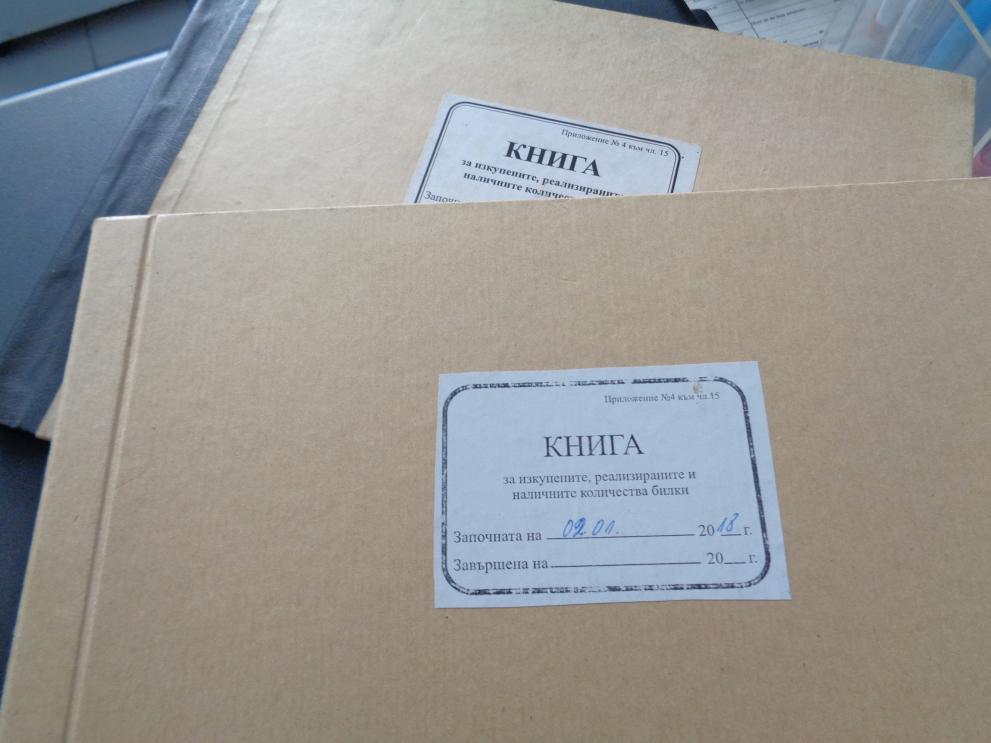 Приложение № 4 към чл. 15
КНИГА
за изкупените, реализираните
наличните количества
Приложение №4 към чл.15
КНИГА
за изкупените, реализираните и
наличните количества билки
Започната на 02.01. 2018 г.
Завършена на 20 г.